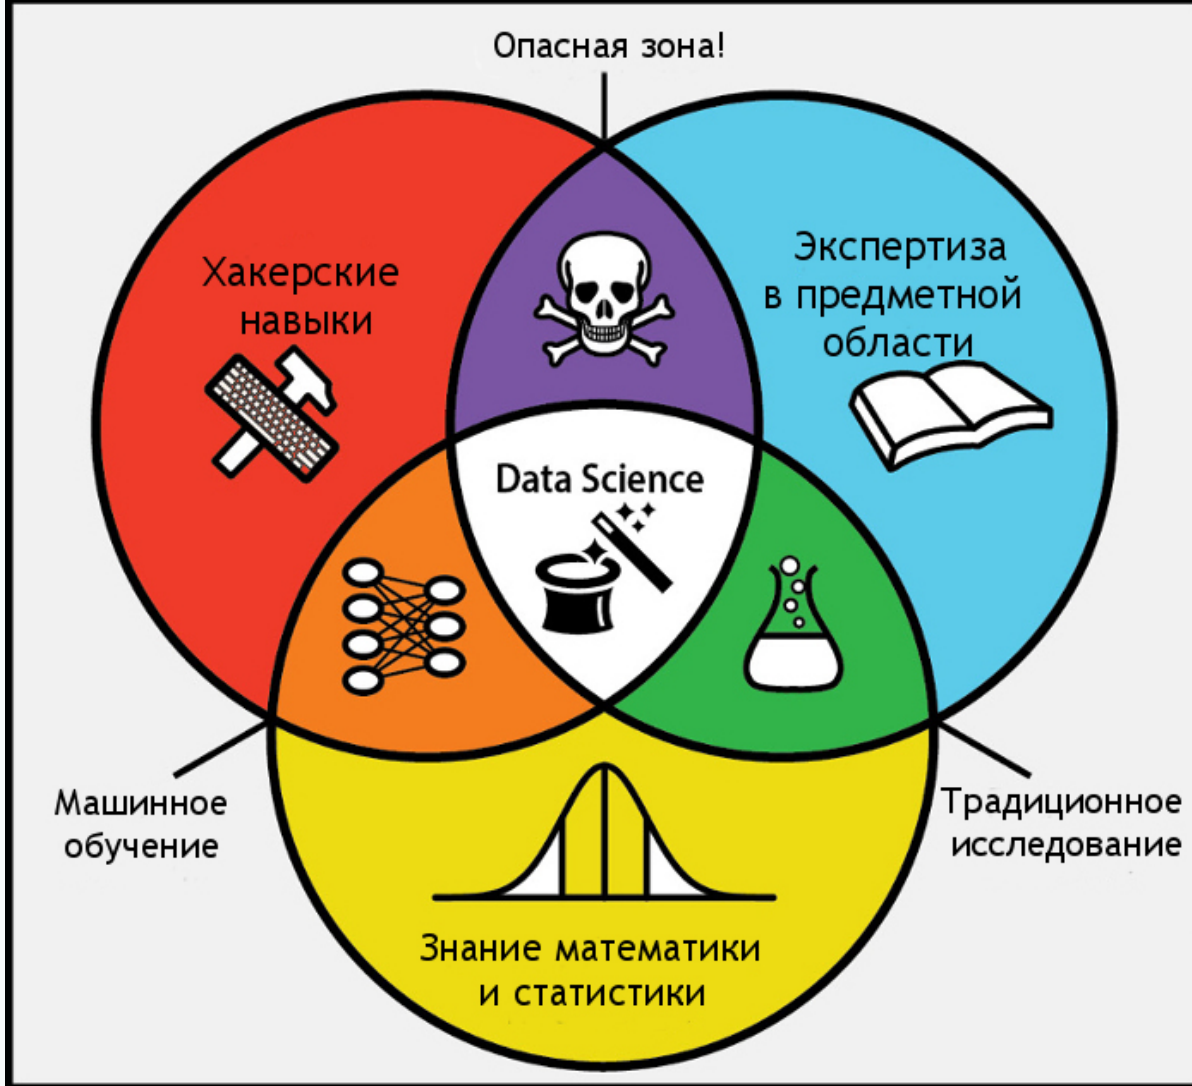 Опасная зона!
Хакерские
навыки
Экспертиза
в предметной
области
Data Science
Машинное
обучение
Традиционное
исследование
Знание математики
и статистики